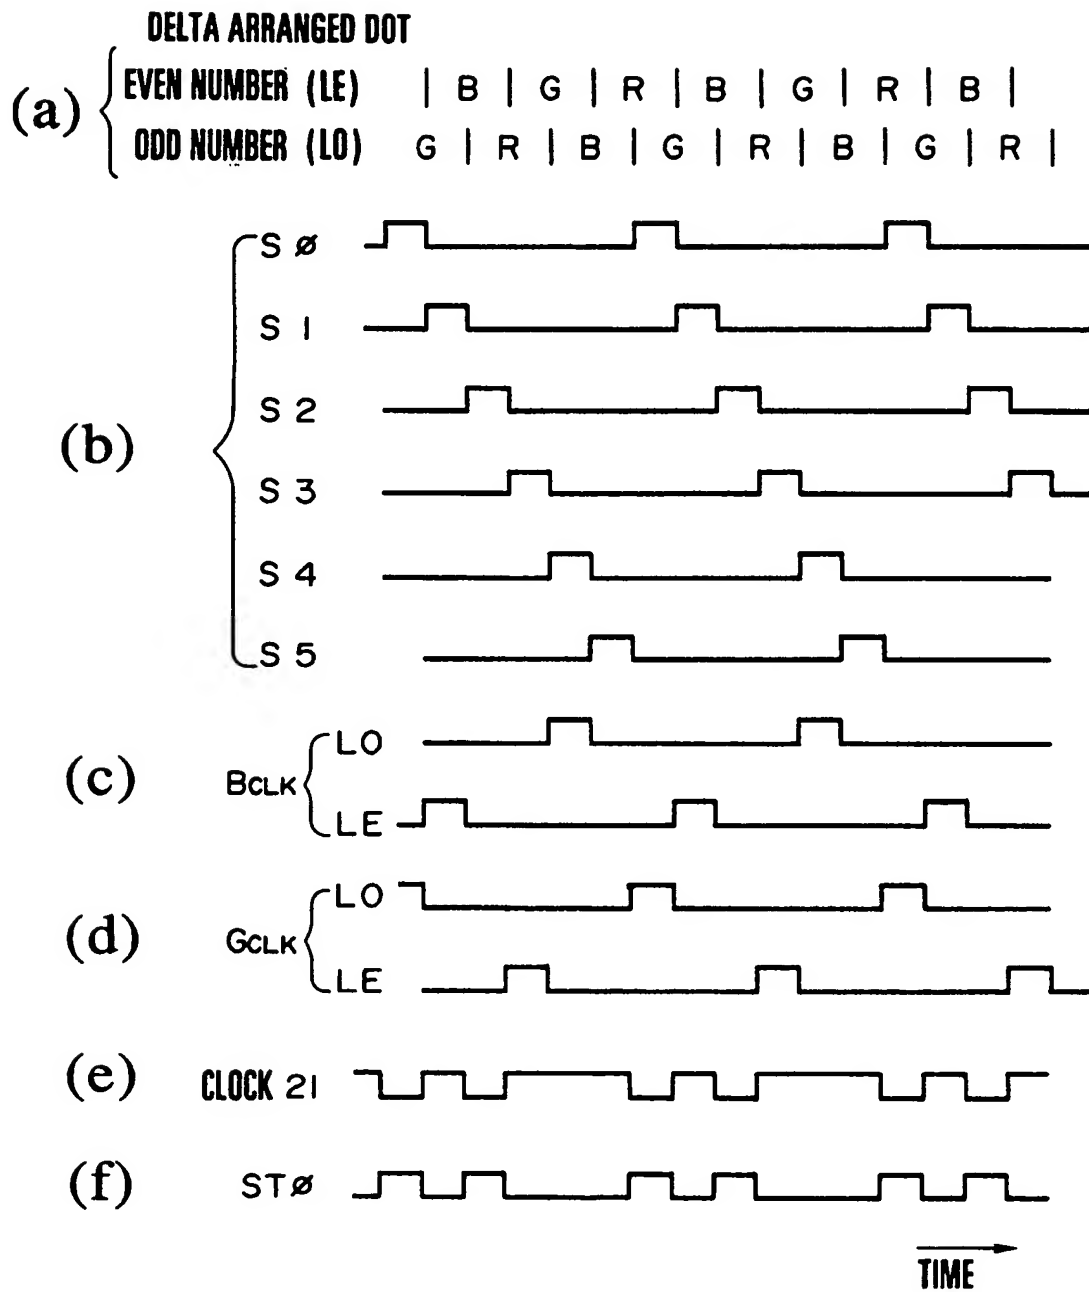 DELTA ARRANGED DOT
(a) EVEN NUMBER (LE) | B | G | R | B | G | R | B |
ODD NUMBER (LO) G | R | B | G | R | B | G | R |
(b)
S Ø
S 1
S 2
S 3
S 4
S 5
(c) BCLK
LO
LE
(d) GCLK
LO
LE
(e) CLOCK 21
(f) STØ
TIME